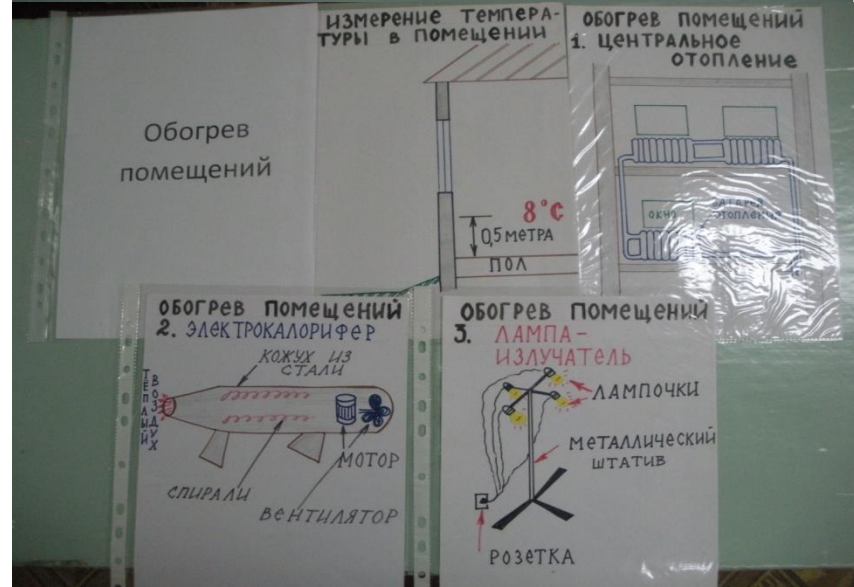 Обогрев
помещений
ИЗМЕРЕНИЕ ТЕМПЕРА-
ТУРЫ В ПОМЕЩЕНИИ
8°С
0,5 МЕТРА
ПОЛ
ОБОГРЕВ ПОМЕЩЕНИЙ
1. ЦЕНТРАЛЬНОЕ
ОТОПЛЕНИЕ
ОКНО
БАТАРЕЯ
ОТОПЛЕНИЯ
ОБОГРЕВ ПОМЕЩЕНИЙ
2. ЭЛЕКТРОКАЛОРИФЕР
КОЖУХ ИЗ
СТАЛИ
ТЁПЛЫЙ
ВОЗДУХ
МОТОР
СПИРАЛИ
ВЕНТИЛЯТОР
ОБОГРЕВ ПОМЕЩЕНИЙ
3. ЛАМПА-
ИЗЛУЧАТЕЛЬ
ЛАМПОЧКИ
МЕТАЛЛИЧЕСКИЙ
ШТАТИВ
РОЗЕТКА